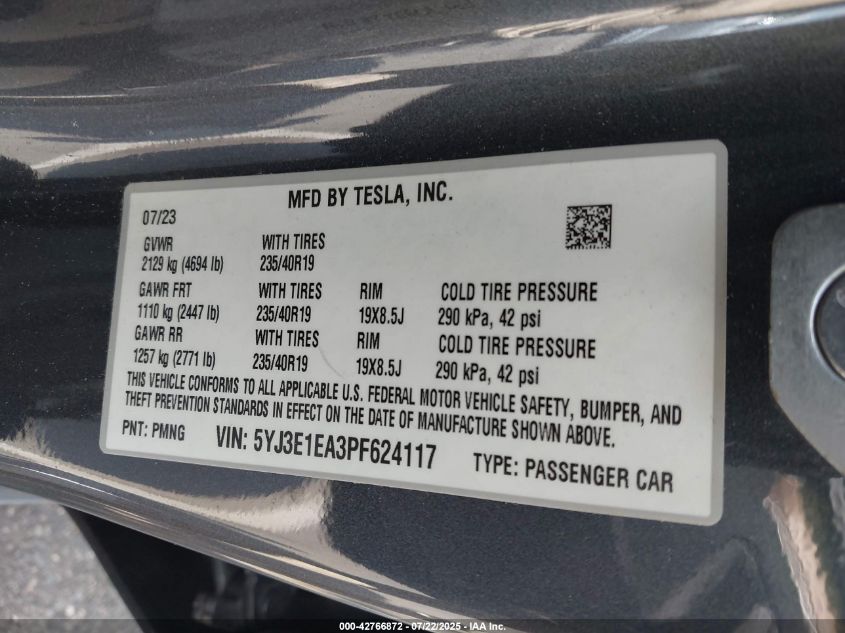 MFD BY TESLA, INC.
07/23
GVWR WITH TIRES
2129 kg (4694 lb) 235/40R19
GAWR FRT WITH TIRES RIM COLD TIRE PRESSURE
1110 kg (2447 lb) 235/40R19 19X8.5J 290 kPa, 42 psi
GAWR RR WITH TIRES RIM COLD TIRE PRESSURE
1257 kg (2771 lb) 235/40R19 19X8.5J 290 kPa, 42 psi
THIS VEHICLE CONFORMS TO ALL APPLICABLE U.S. FEDERAL MOTOR VEHICLE SAFETY, BUMPER, AND
THEFT PREVENTION STANDARDS IN EFFECT ON THE DATE OF MANUFACTURE SHOWN ABOVE.
PNT: PMNG VIN: 5YJ3E1EA3PF624117 TYPE: PASSENGER CAR
000-42766872 - 07/22/2025 - IAA Inc.